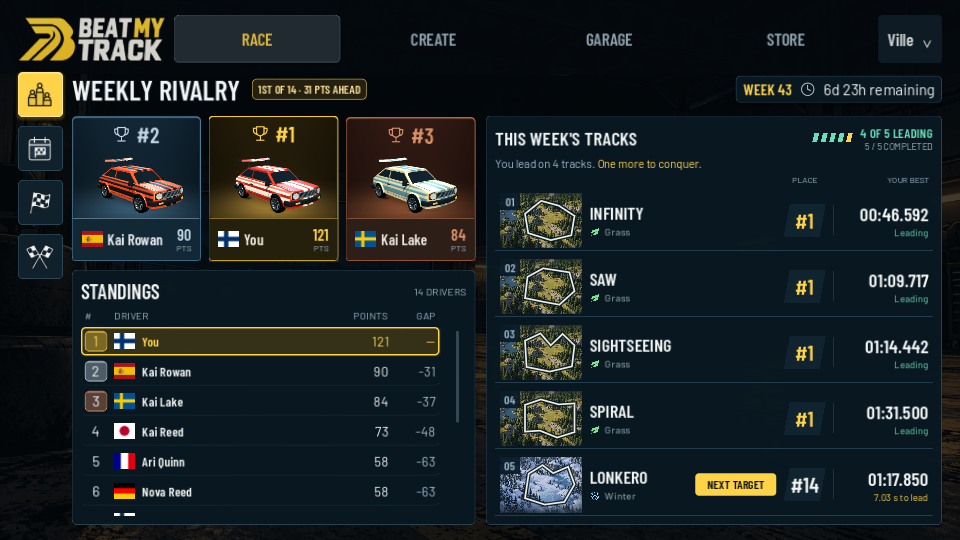 BEAT MY TRACK
RACE
CREATE
GARAGE
STORE
Ville
WEEKLY RIVALRY
1ST OF 14 · 31 PTS AHEAD
WEEK 43
6d 23h remaining
#2
Kai Rowan
90
PTS
#1
You
121
PTS
#3
Kai Lake
84
PTS
STANDINGS
14 DRIVERS
# DRIVER POINTS GAP
1 You 121 –
2 Kai Rowan 90 -31
3 Kai Lake 84 -37
4 Kai Reed 73 -48
5 Ari Quinn 58 -63
6 Nova Reed 58 -63
THIS WEEK'S TRACKS
4 OF 5 LEADING
5 / 5 COMPLETED
You lead on 4 tracks. One more to conquer.
PLACE YOUR BEST
01 INFINITY #1 00:46.592
Grass Leading
02 SAW #1 01:09.717
Grass Leading
03 SIGHTSEEING #1 01:14.442
Grass Leading
04 SPIRAL #1 01:31.500
Grass Leading
05 LONKERO NEXT TARGET #14 01:17.850
Winter 7.03 s to lead